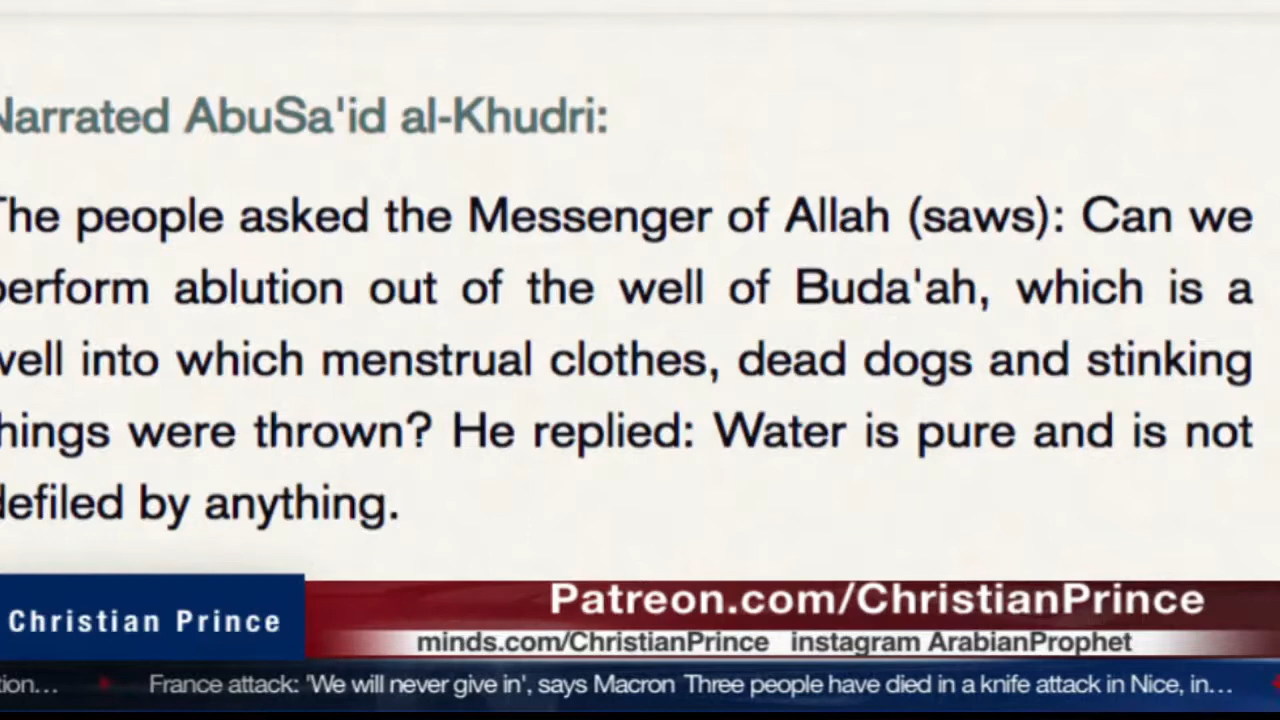 Narrated AbuSa'id al-Khudri:
The people asked the Messenger of Allah (saws): Can we
perform ablution out of the well of Buda'ah, which is a
well into which menstrual clothes, dead dogs and stinking
things were thrown? He replied: Water is pure and is not
defiled by anything.
Christian Prince
Patreon.com/ChristianPrince
minds.com/ChristianPrince instagram ArabianProphet
tion... France attack: 'We will never give in', says Macron Three people have died in a knife attack in Nice, in...